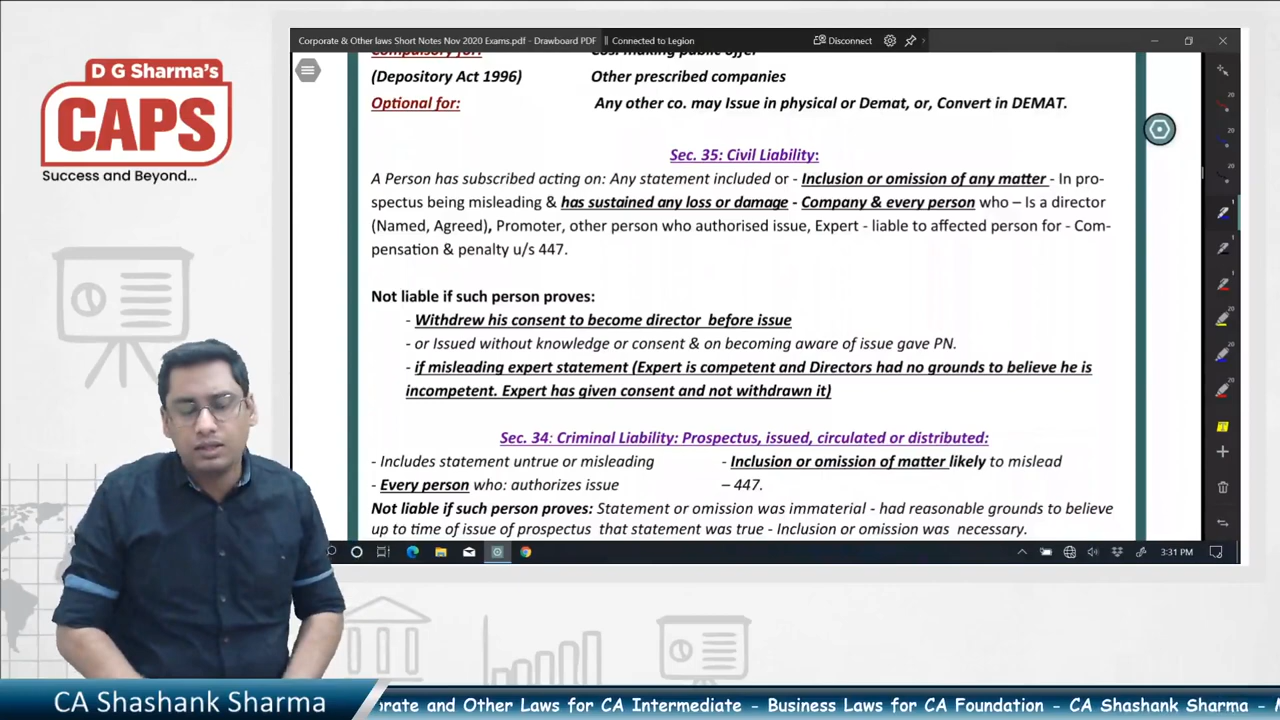 D G Sharma's
CAPS
Success and Beyond...
Corporate & Other laws Short Notes Nov 2020 Exams.pdf - Drawboard PDF
Connected to Legion
Disconnect
Compulsory for: Cos. making public offer
(Depository Act 1996) Other prescribed companies
Optional for: Any other co. may Issue in physical or Demat, or, Convert in DEMAT.
Sec. 35: Civil Liability:
A Person has subscribed acting on: Any statement included or - Inclusion or omission of any matter - In pro-
spectus being misleading & has sustained any loss or damage - Company & every person who – Is a director
(Named, Agreed), Promoter, other person who authorised issue, Expert - liable to affected person for - Com-
pensation & penalty u/s 447.
Not liable if such person proves:
- Withdrew his consent to become director before issue
- or Issued without knowledge or consent & on becoming aware of issue gave PN.
- if misleading expert statement (Expert is competent and Directors had no grounds to believe he is
incompetent. Expert has given consent and not withdrawn it)
Sec. 34: Criminal Liability: Prospectus, issued, circulated or distributed:
- Includes statement untrue or misleading - Inclusion or omission of matter likely to mislead
- Every person who: authorizes issue – 447.
Not liable if such person proves: Statement or omission was immaterial - had reasonable grounds to believe
up to time of issue of prospectus that statement was true - Inclusion or omission was necessary.
3:31 PM
CA Shashank Sharma
orate and Other Laws for CA Intermediate - Business Laws for CA Foundation - CA Shashank Sharma -